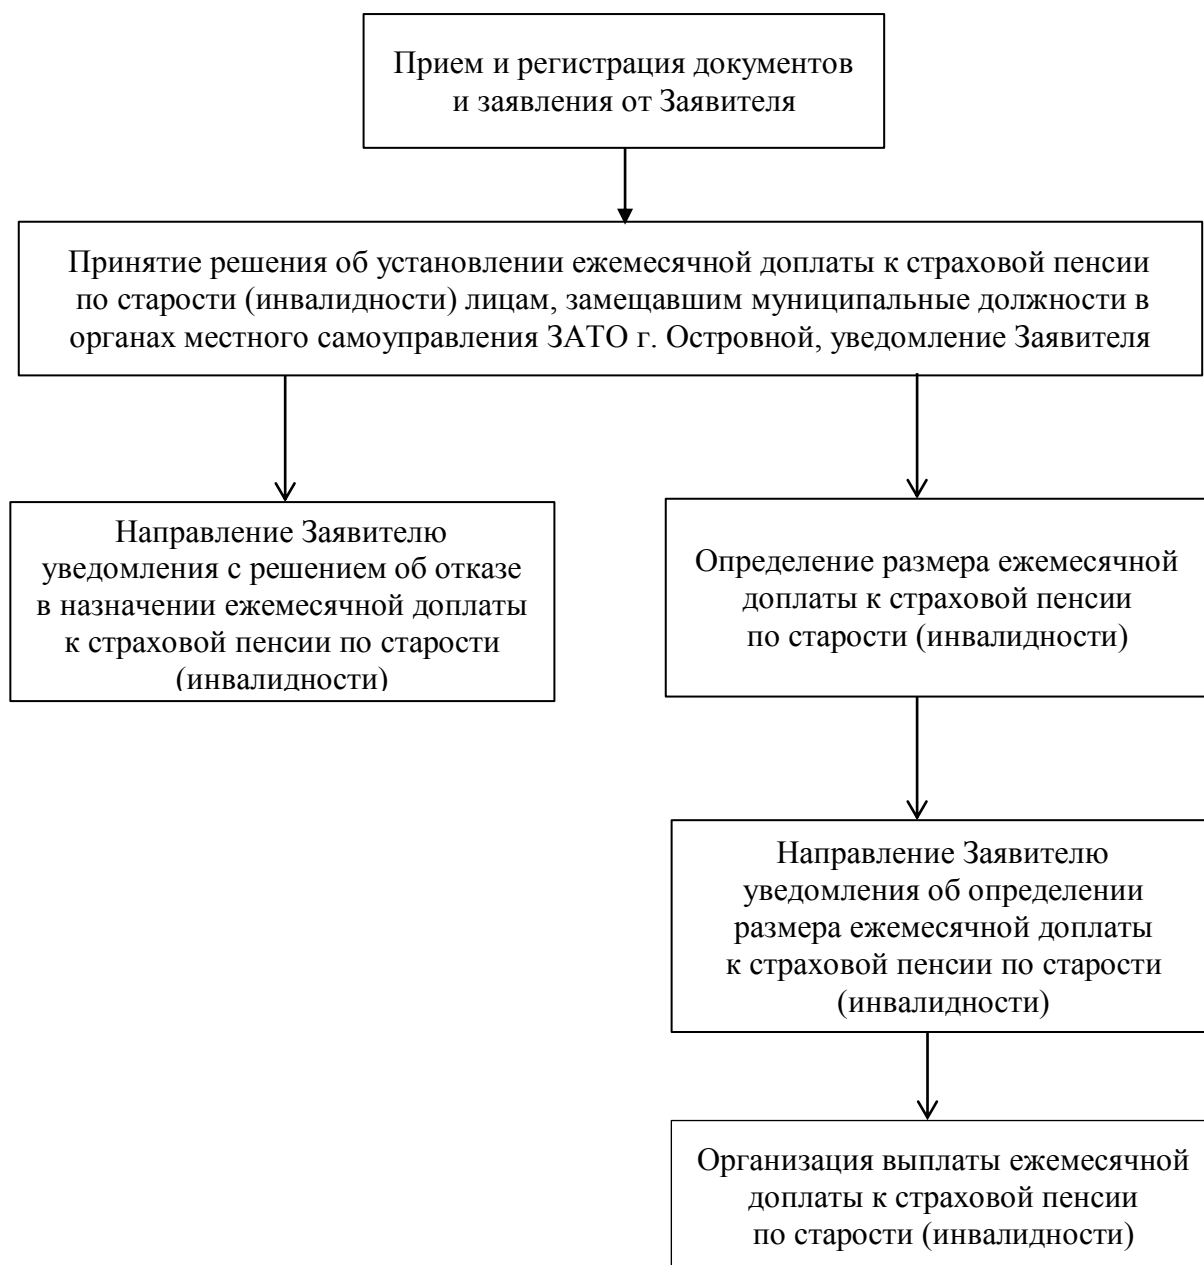 Прием и регистрация документов
и заявления от Заявителя
Принятие решения об установлении ежемесячной доплаты к страховой пенсии
по старости (инвалидности) лицам, замещавшим муниципальные должности в
органах местного самоуправления ЗАТО г. Островной, уведомление Заявителя
Направление Заявителю
уведомления с решением об отказе
в назначении ежемесячной доплаты
к страховой пенсии по старости
(инвалидности)
Определение размера ежемесячной
доплаты к страховой пенсии
по старости (инвалидности)
Направление Заявителю
уведомления об определении
размера ежемесячной доплаты
к страховой пенсии по старости
(инвалидности)
Организация выплаты ежемесячной
доплаты к страховой пенсии
по старости (инвалидности)